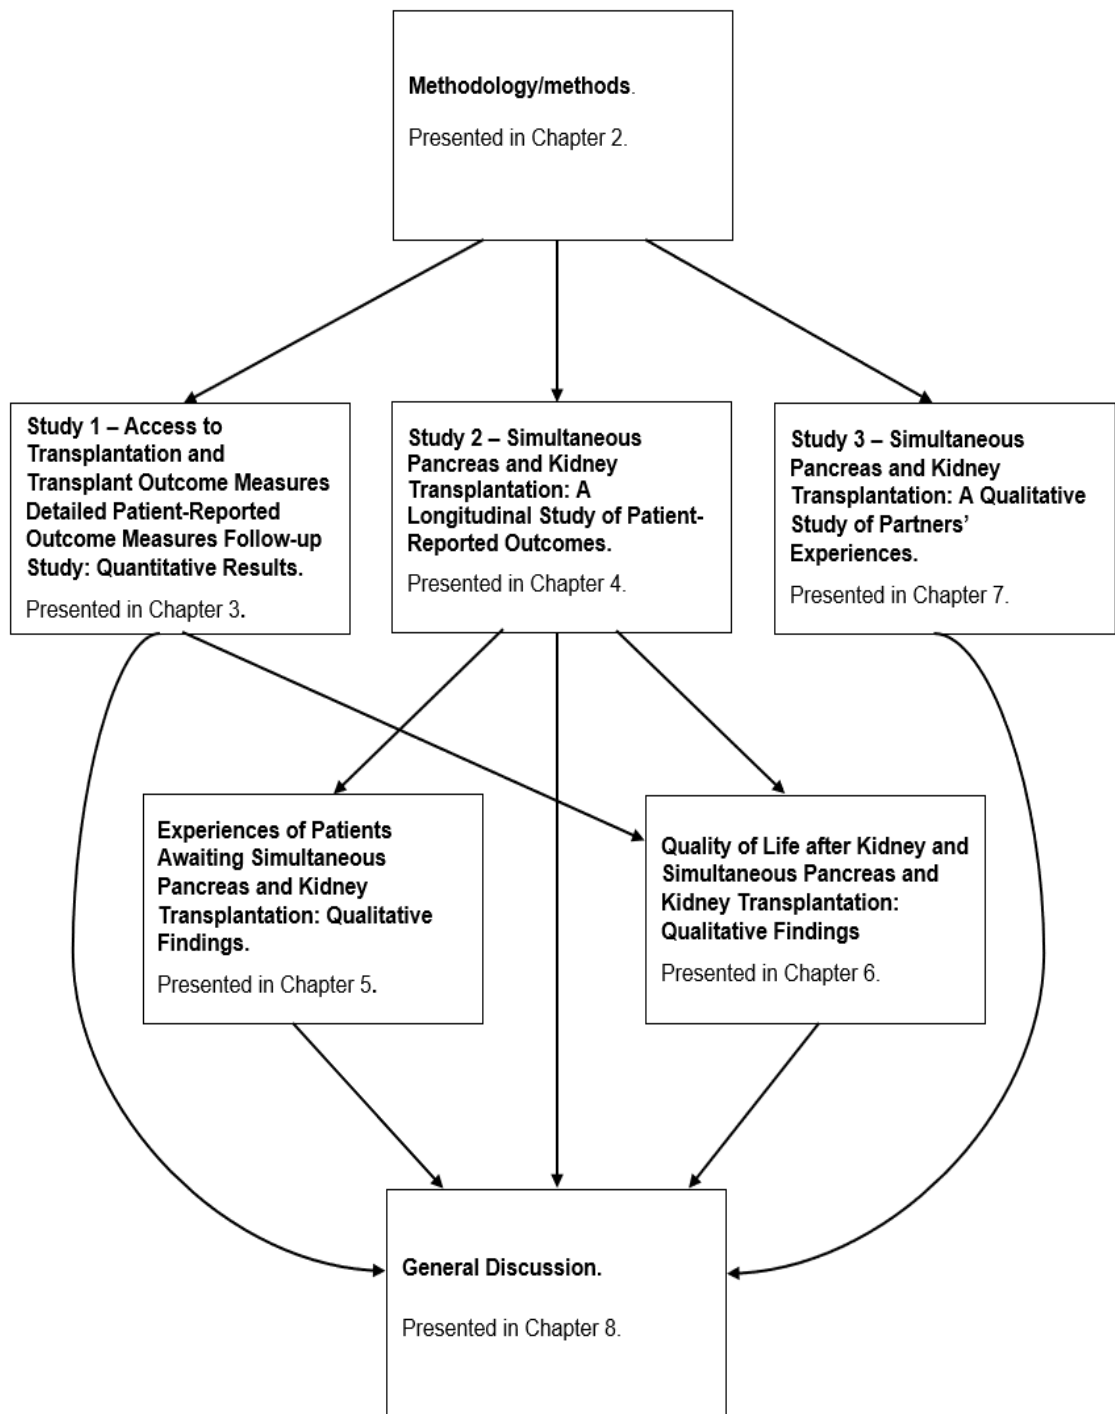 Methodology/methods.
Presented in Chapter 2.
Study 1 – Access to
Transplantation and
Transplant Outcome Measures
Detailed Patient-Reported
Outcome Measures Follow-up
Study: Quantitative Results.
Presented in Chapter 3.
Study 2 – Simultaneous
Pancreas and Kidney
Transplantation: A
Longitudinal Study of Patient-
Reported Outcomes.
Presented in Chapter 4.
Study 3 – Simultaneous
Pancreas and Kidney
Transplantation: A Qualitative
Study of Partners’
Experiences.
Presented in Chapter 7.
Experiences of Patients
Awaiting Simultaneous
Pancreas and Kidney
Transplantation: Qualitative
Findings.
Presented in Chapter 5.
Quality of Life after Kidney and
Simultaneous Pancreas and
Kidney Transplantation:
Qualitative Findings
Presented in Chapter 6.
General Discussion.
Presented in Chapter 8.